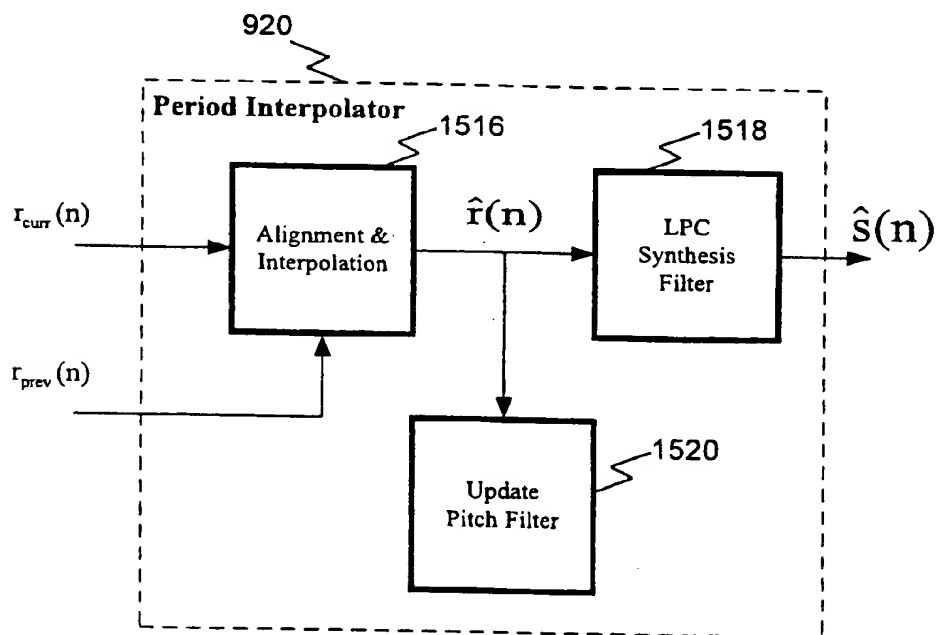 920
Period Interpolator
1516
1518
r_curr(n)
Alignment &
Interpolation
r̂(n)
LPC
Synthesis
Filter
ŝ(n)
r_prev(n)
1520
Update
Pitch Filter